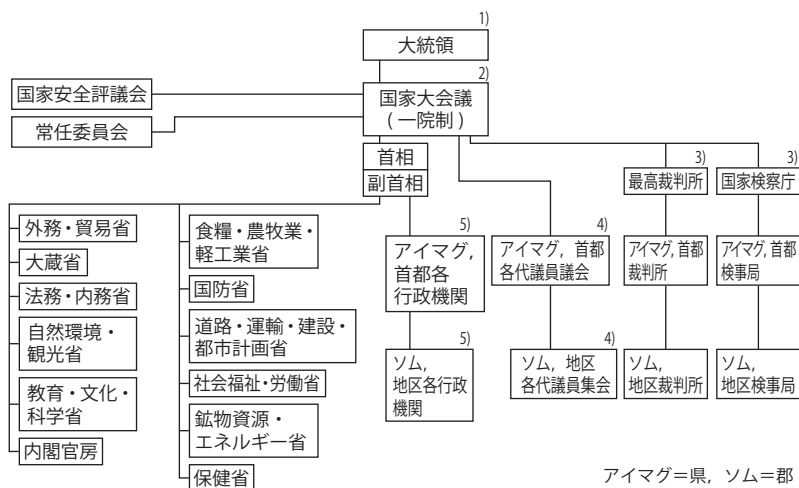 1)
大統領
2)
国家大会議
(一院制)
国家安全評議会
常任委員会
首相
副首相
3)
最高裁判所
3)
国家検察庁
外務・貿易省
大蔵省
法務・内務省
自然環境・
観光省
教育・文化・
科学省
内閣官房
食糧・農牧業・
軽工業省
国防省
道路・運輸・建設・
都市計画省
社会福祉・労働省
鉱物資源・
エネルギー省
保健省
5)
アイマグ,
首都各
行政機関
4)
アイマグ, 首都
各代議員議会
アイマグ, 首都
裁判所
アイマグ, 首都
検事局
5)
ソム,
地区各行政
機関
4)
ソム, 地区
各代議員集会
ソム,
地区裁判所
ソム,
地区検事局
アイマグ=県, ソム=郡